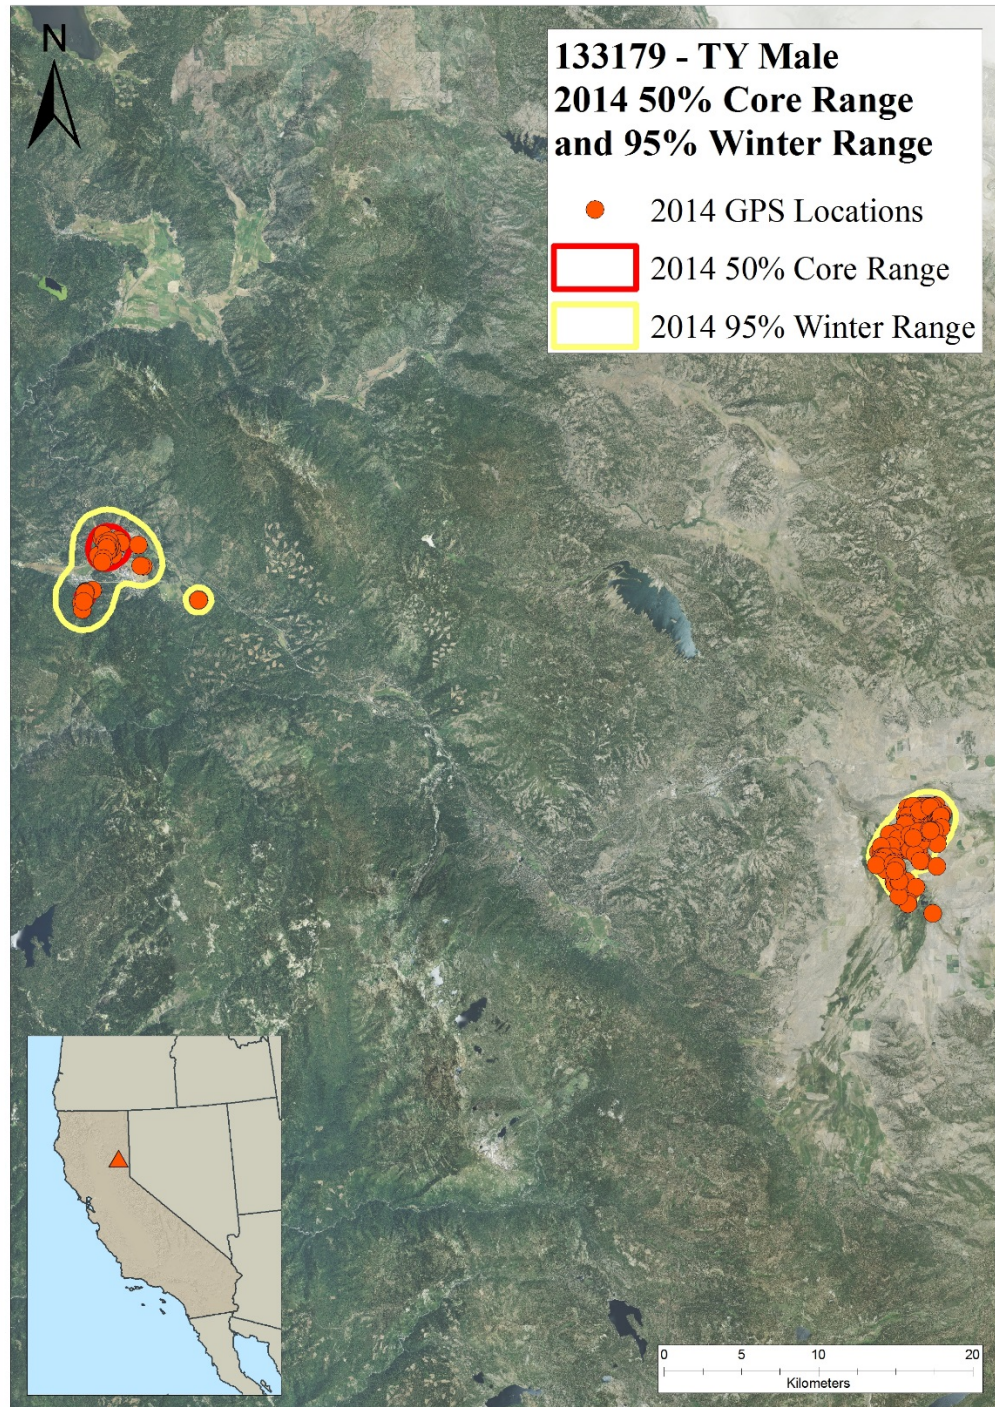 N
133179 - TY Male
2014 50% Core Range
and 95% Winter Range
2014 GPS Locations
2014 50% Core Range
2014 95% Winter Range
0 5 10 20
Kilometers